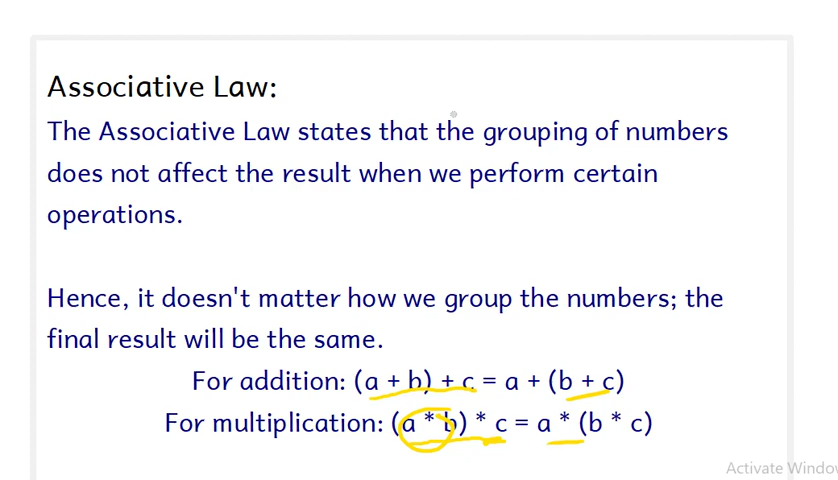 Associative Law:
The Associative Law states that the grouping of numbers
does not affect the result when we perform certain
operations.
Hence, it doesn't matter how we group the numbers; the
final result will be the same.
For addition: (a + b) + c = a + (b + c)
For multiplication: (a * b) * c = a * (b * c)
Activate Window